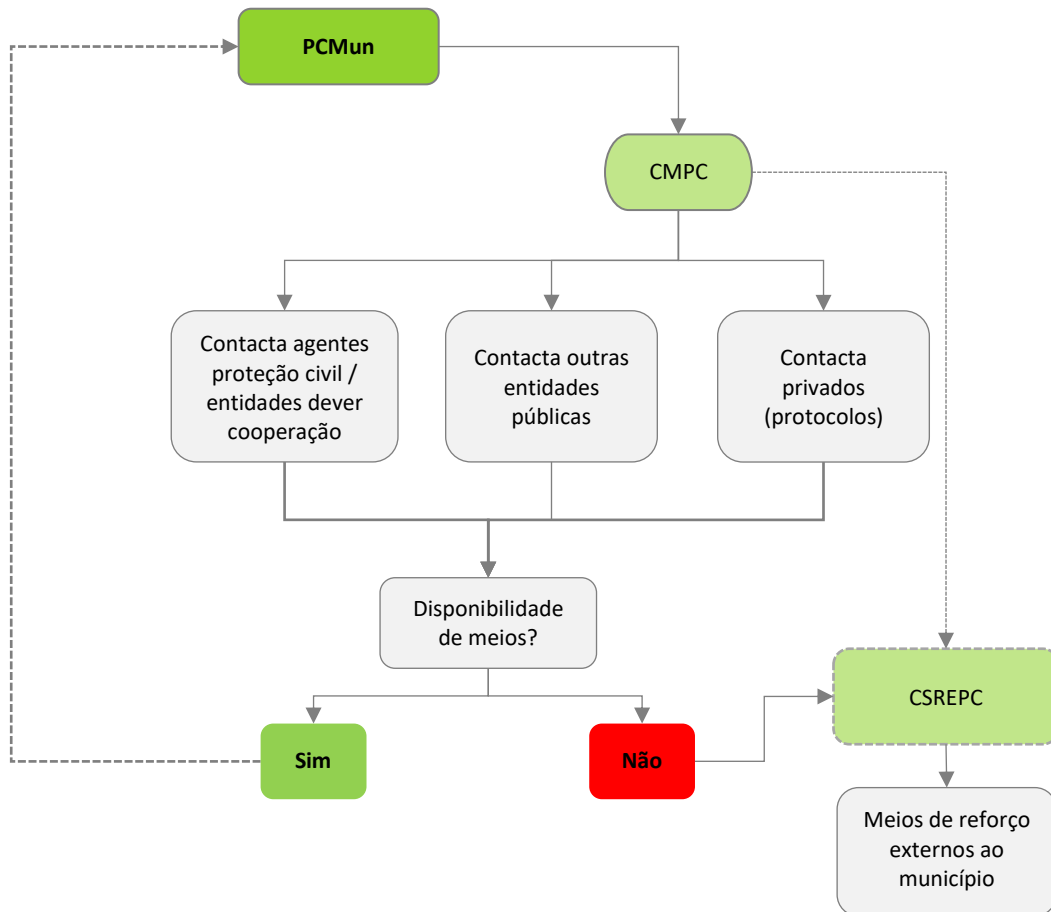 PCMun
CMPC
Contacta agentes
proteção civil /
entidades dever
cooperação
Contacta outras
entidades
públicas
Contacta
privados
(protocolos)
Disponibilidade
de meios?
Sim
Não
CSREPC
Meios de reforço
externos ao
município